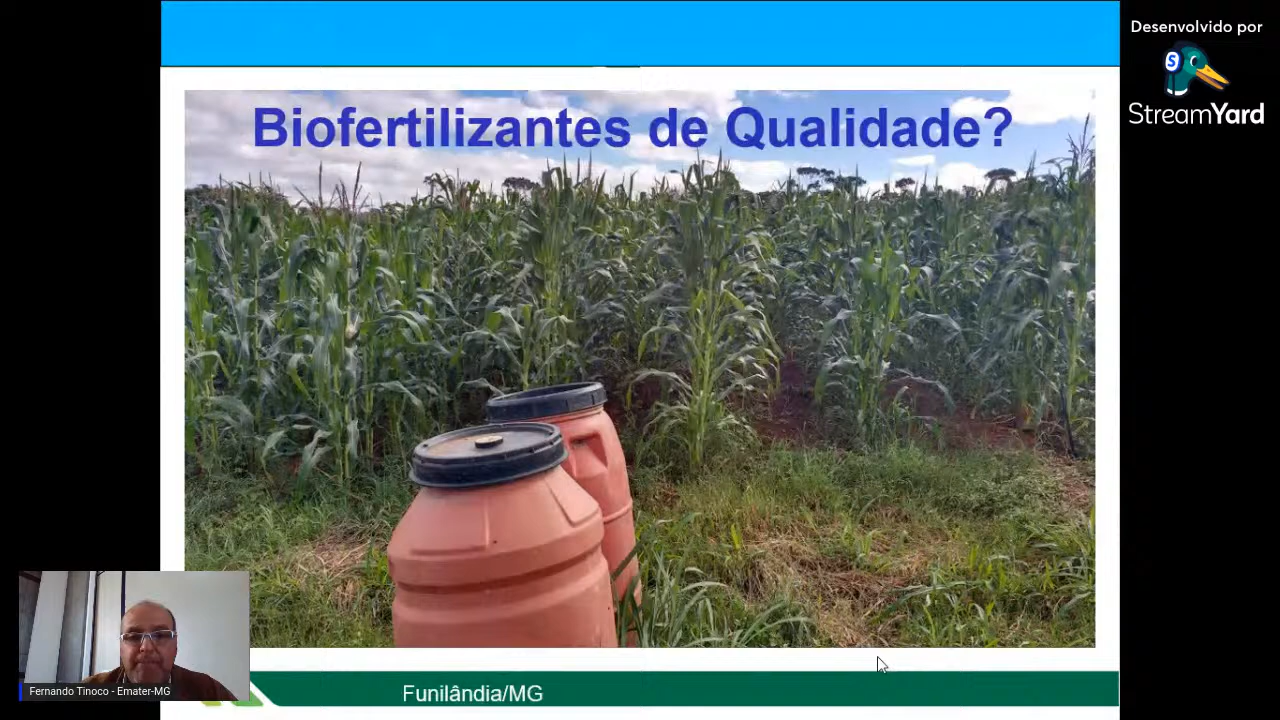 Desenvolvido por
StreamYard
Biofertilizantes de Qualidade?
Fernando Tinoco - Emater-MG
Funilândia/MG